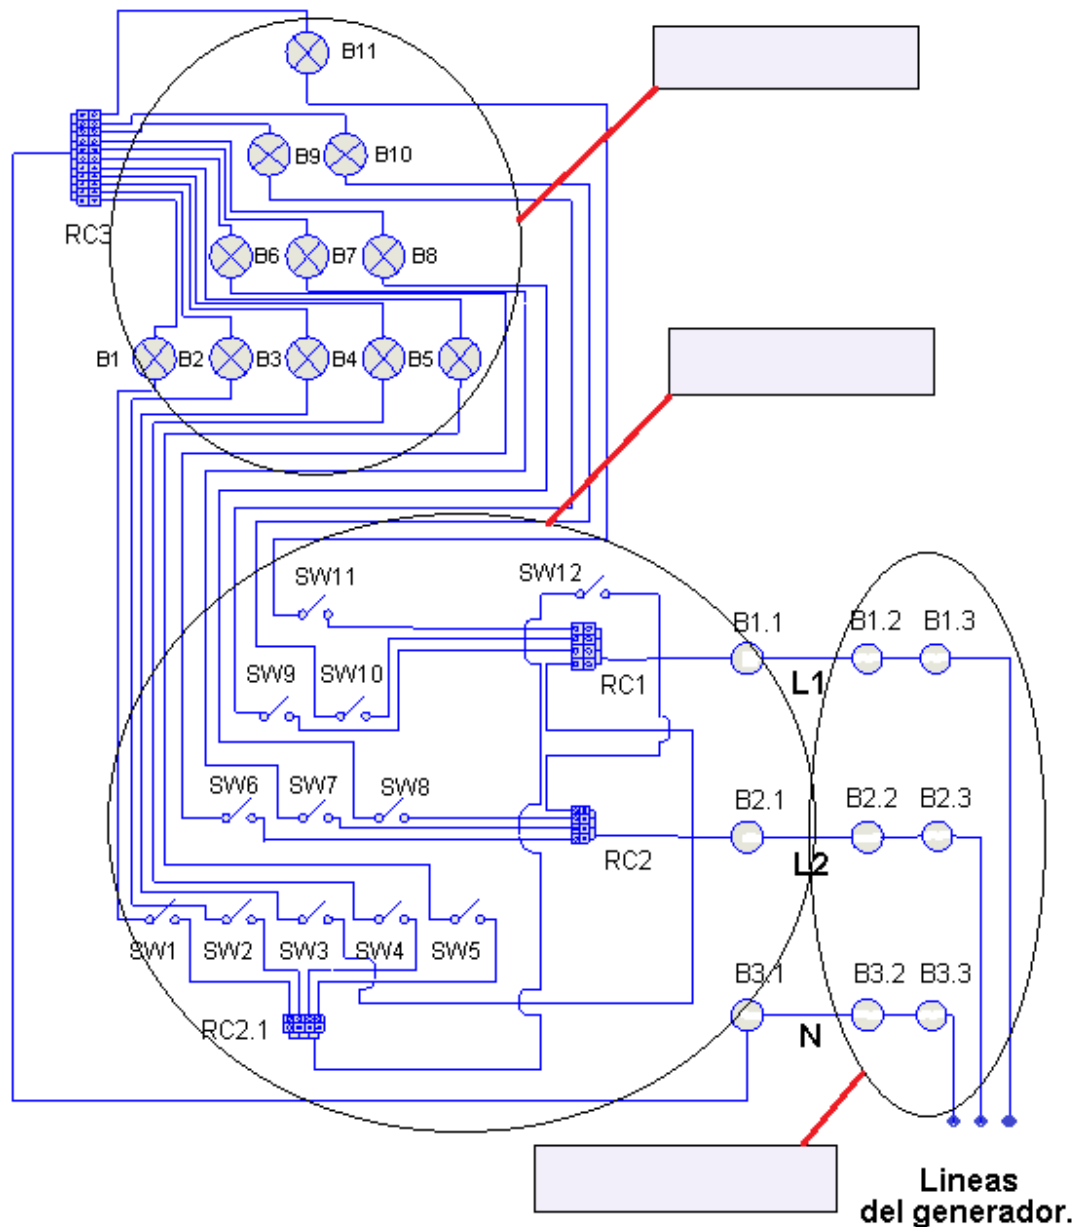 B11
B9
B10
RC3
B6
B7
B8
B1
B2
B3
B4
B5
SW11
SW12
B1.1
B1.2
B1.3
SW9
SW10
RC1
L1
SW6
SW7
SW8
B2.1
B2.2
B2.3
RC2
L2
SW1
SW2
SW3
SW4
SW5
B3.1
B3.2
B3.3
RC2.1
N
Lineas
del generador.